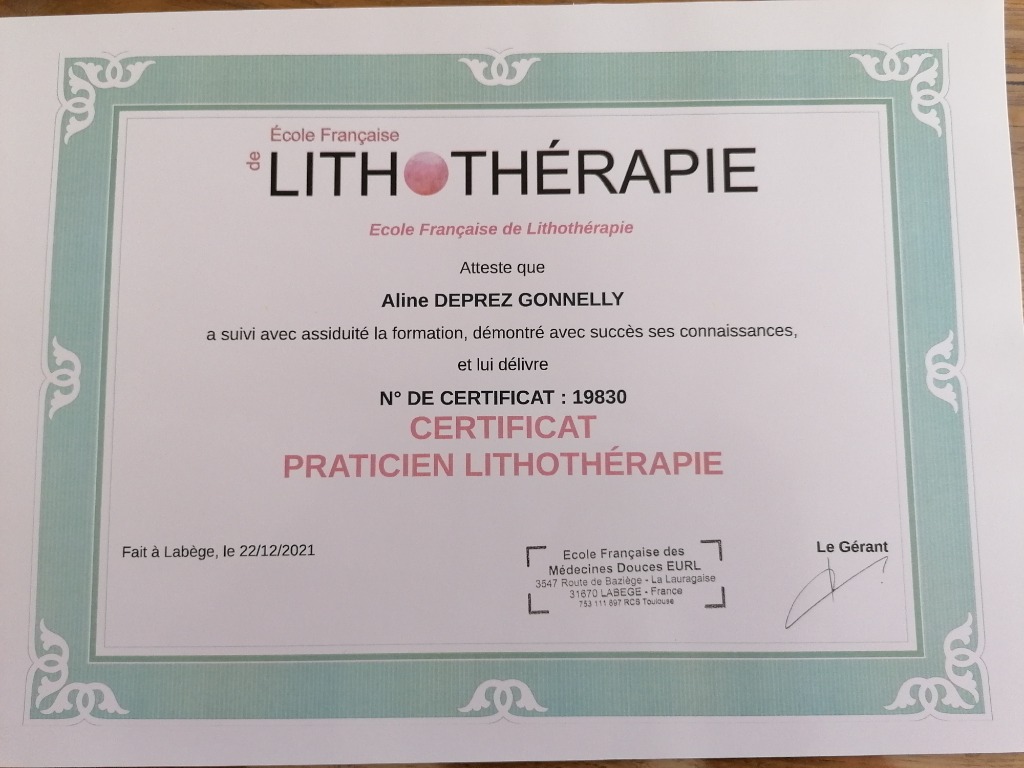 École Française
de
LITHOTHÉRAPIE
Ecole Française de Lithothérapie
Atteste que
Aline DEPREZ GONNELLY
a suivi avec assiduité la formation, démontré avec succès ses connaissances,
et lui délivre
N° DE CERTIFICAT : 19830
CERTIFICAT
PRATICIEN LITHOTHÉRAPIE
Fait à Labège, le 22/12/2021
Ecole Française des
Médecines Douces EURL
3547 Route de Baziège - La Lauragaise
31670 LABEGE - France
753 111 897 RCS Toulouse
Le Gérant